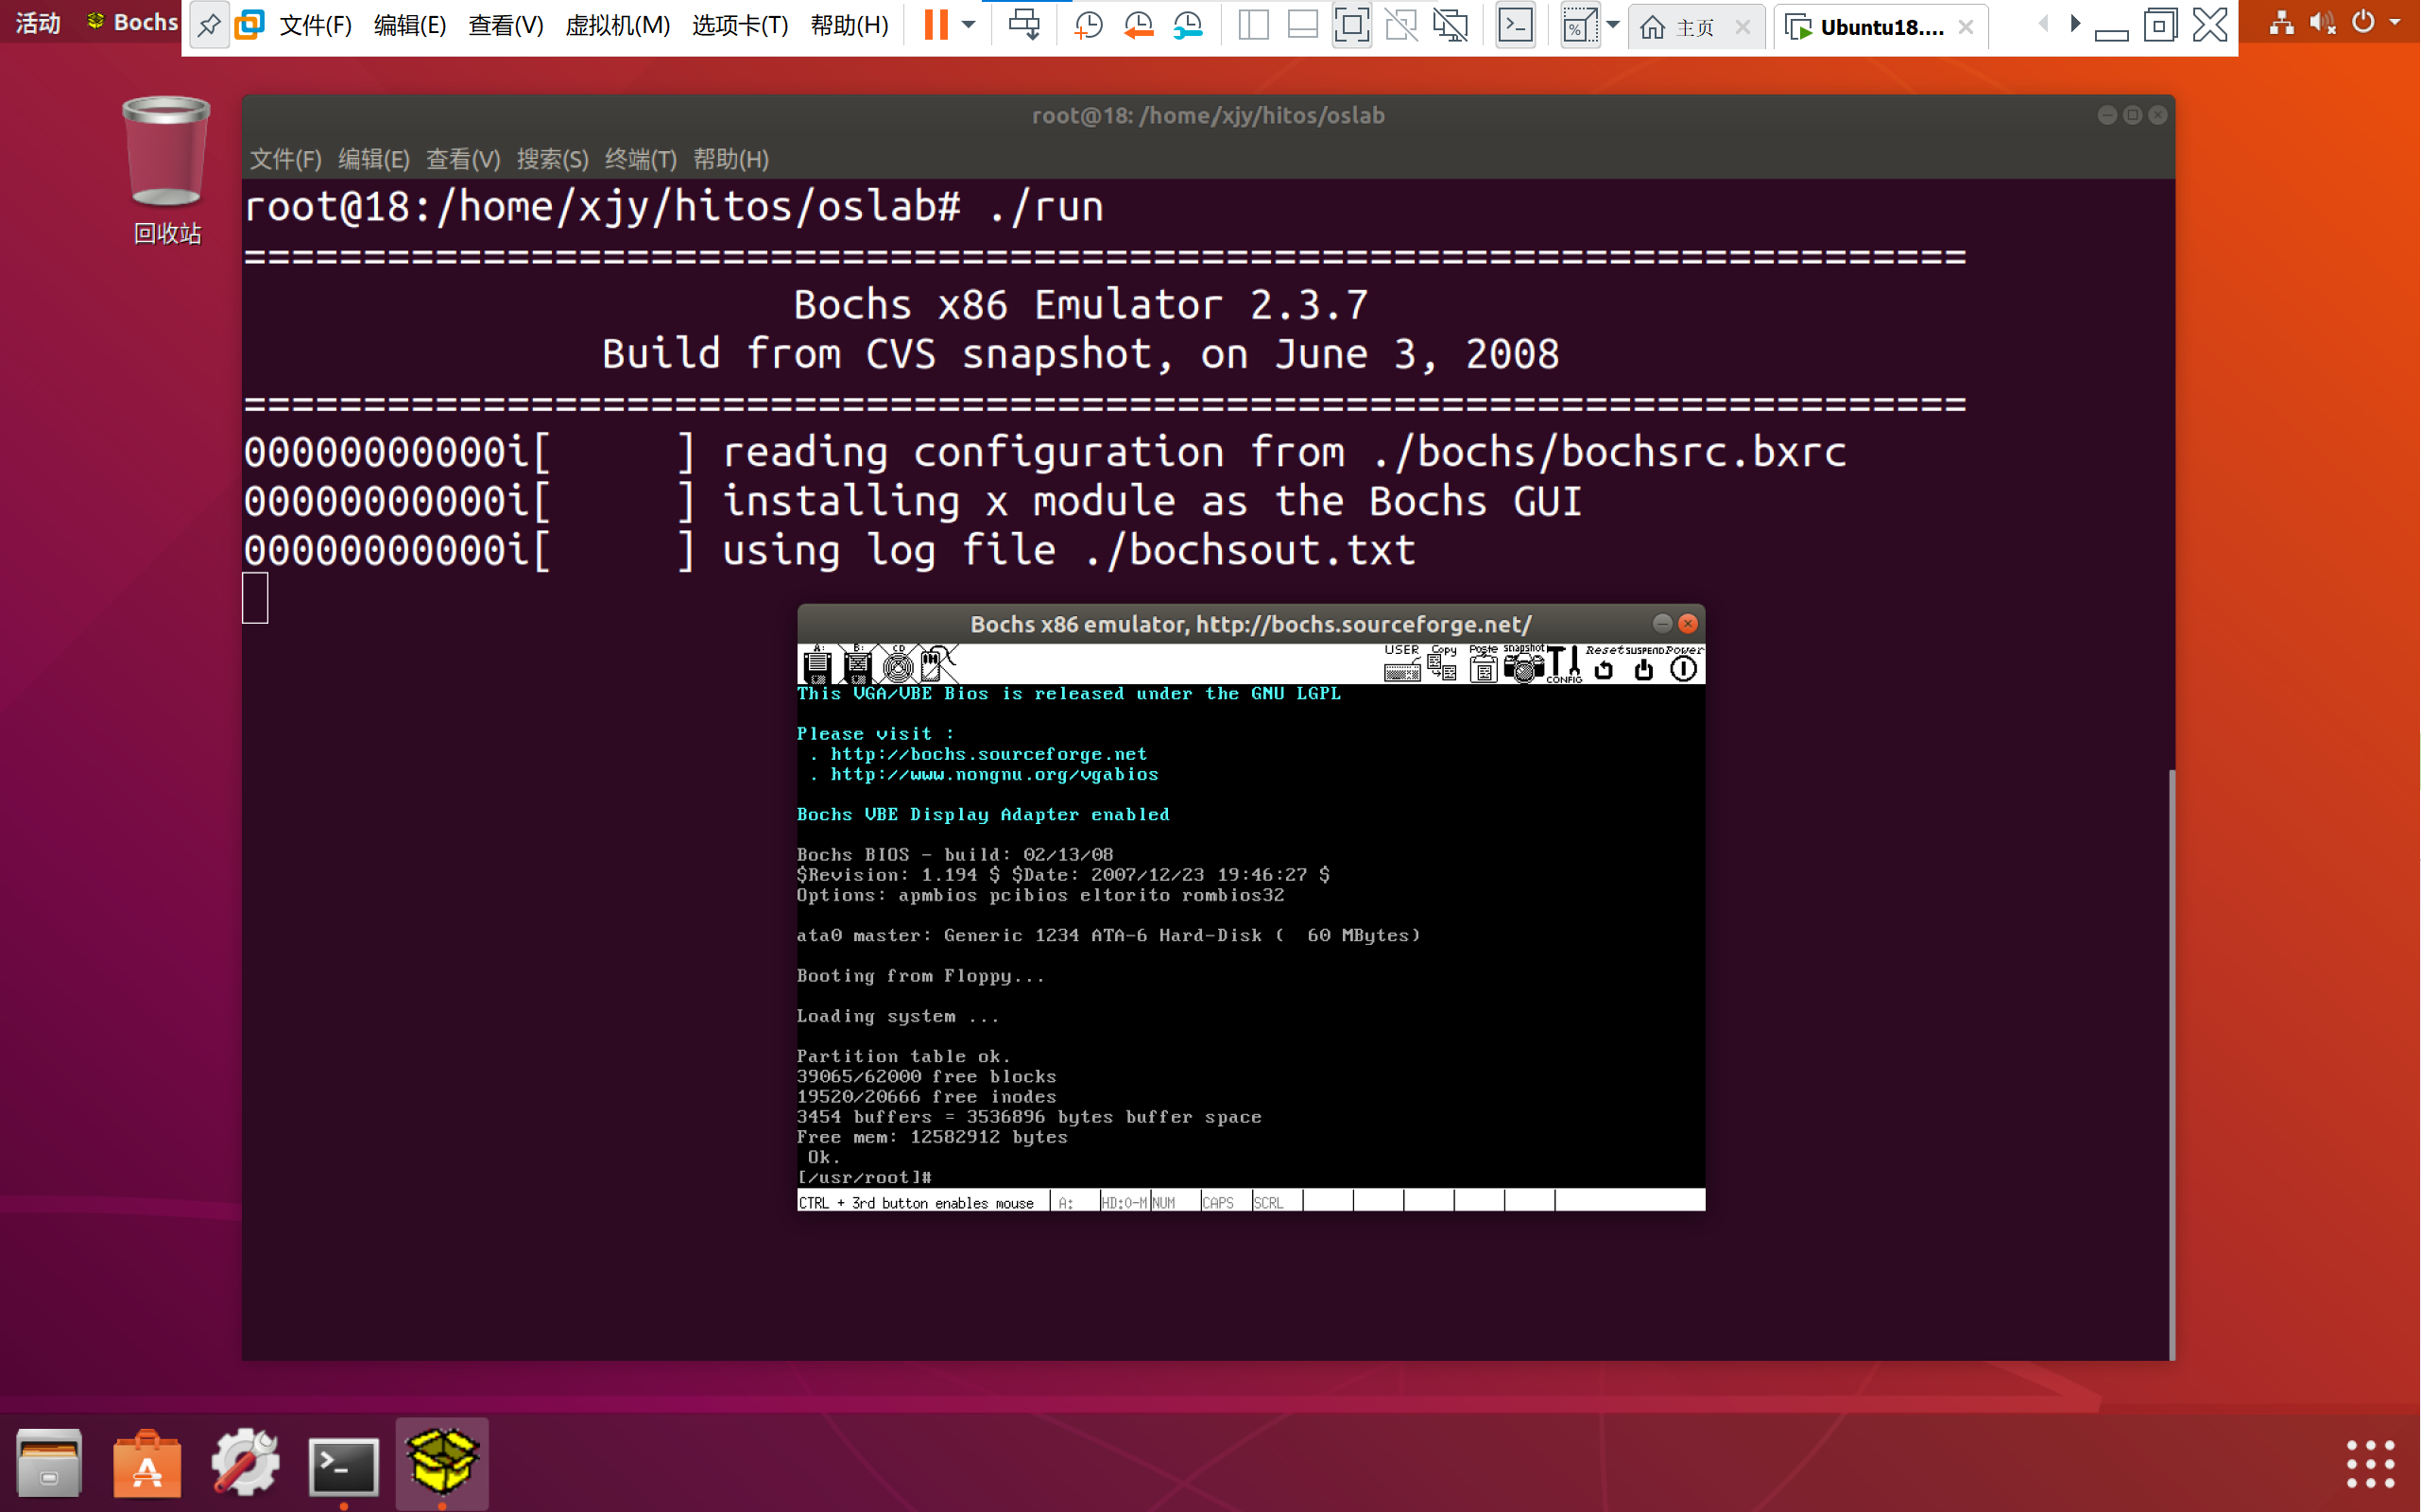 活动 Bochs 文件(F) 编辑(E) 查看(V) 虚拟机(M) 选项卡(T) 帮助(H) 主页 Ubuntu18....
回收站
root@18: /home/xjy/hitos/oslab
文件(F) 编辑(E) 查看(V) 搜索(S) 终端(T) 帮助(H)
root@18:/home/xjy/hitos/oslab# ./run
========================================================================
Bochs x86 Emulator 2.3.7
Build from CVS snapshot, on June 3, 2008
========================================================================
00000000000i[     ] reading configuration from ./bochs/bochsrc.bxrc
00000000000i[     ] installing x module as the Bochs GUI
00000000000i[     ] using log file ./bochsout.txt
Bochs x86 emulator, http://bochs.sourceforge.net/
A: B: CD USER Copy Paste snapshot CONFIG Reset SUSPEND Power
This VGA/VBE Bios is released under the GNU LGPL
Please visit :
. http://bochs.sourceforge.net
. http://www.nongnu.org/vgabios
Bochs VBE Display Adapter enabled
Bochs BIOS - build: 02/13/08
$Revision: 1.194 $ $Date: 2007/12/23 19:46:27 $
Options: apmbios pcibios eltorito rombios32
ata0 master: Generic 1234 ATA-6 Hard-Disk (  60 MBytes)
Booting from Floppy...
Loading system ...
Partition table ok.
39065/62000 free blocks
19520/20666 free inodes
3454 buffers = 3536896 bytes buffer space
Free mem: 12582912 bytes
Ok.
[/usr/root]#
CTRL + 3rd button enables mouse A: HD:0-M NUM CAPS SCRL